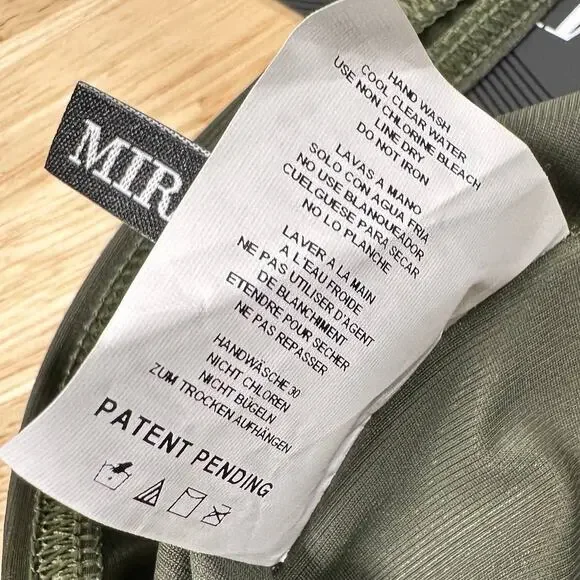 MIR
HAND WASH
COOL CLEAR WATER
USE NON CHLORINE BLEACH
LINE DRY
DO NOT IRON
LAVAS A MANO
SOLO CON AGUA FRIA
NO USE BLANQUEADOR
CUELGUESE PARA SECAR
NO LO PLANCHE
LAVER A LA MAIN
A L'EAU FROIDE
NE PAS UTILISER D'AGENT
DE BLANCHIMENT
ETENDRE POUR SECHER
NE PAS REPASSER
HANDWÄSCHE 30
NICHT CHLOREN
NICHT BÜGELN
ZUM TROCKEN AUFHÄNGEN
PATENT PENDING